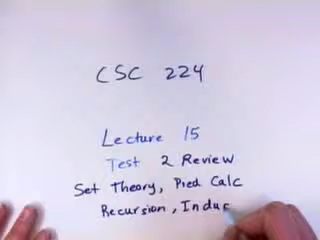 CSC 224
Lecture 15
Test 2 Review
Set Theory, Pred Calc
Recursion, Induc